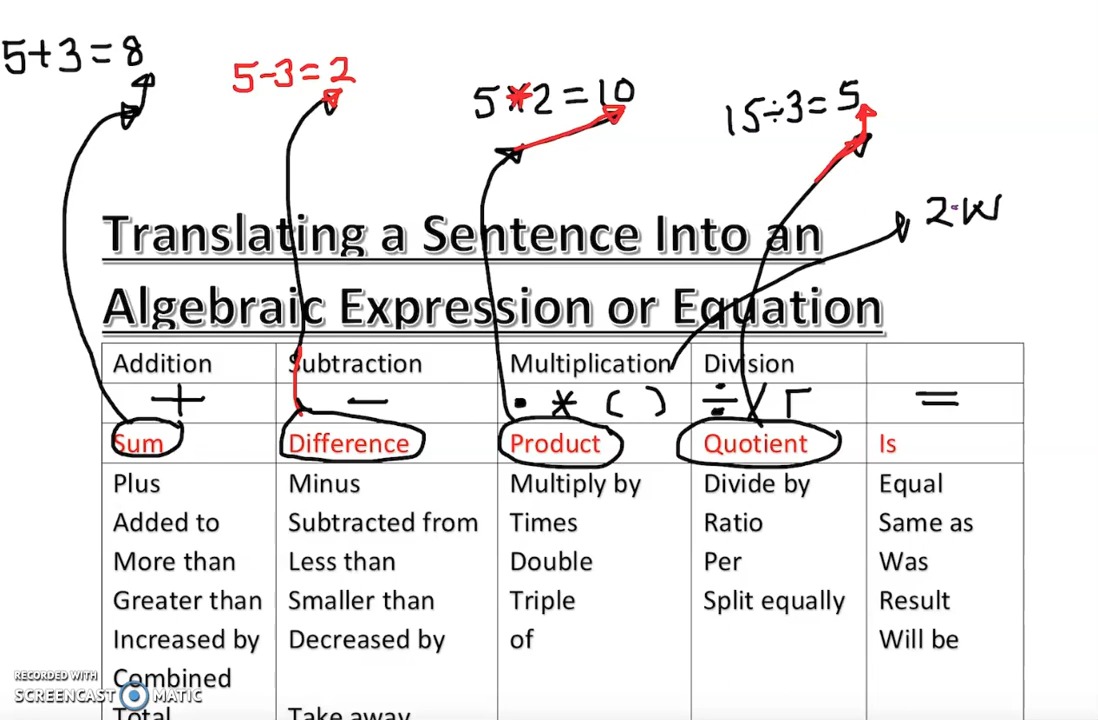 5+3=8
5-3=2
5*2=10
15÷3=5
2·W
Translating a Sentence Into an
Algebraic Expression or Equation
Addition Subtraction Multiplication Division
+ − · * ( ) ÷ / =
Sum Difference Product Quotient Is
Plus Minus Multiply by Divide by Equal
Added to Subtracted from Times Ratio Same as
More than Less than Double Per Was
Greater than Smaller than Triple Split equally Result
Increased by Decreased by of Will be
Combined
Total Take away
RECORDED WITH
SCREENCAST MATIC